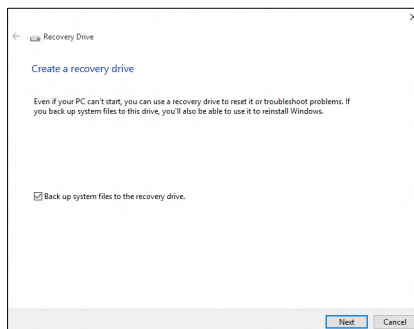 Recovery Drive
Create a recovery drive
Even if your PC can't start, you can use a recovery drive to reset it or troubleshoot problems. If
you back up system files to this drive, you'll also be able to use it to reinstall Windows.
Back up system files to the recovery drive.
Next Cancel